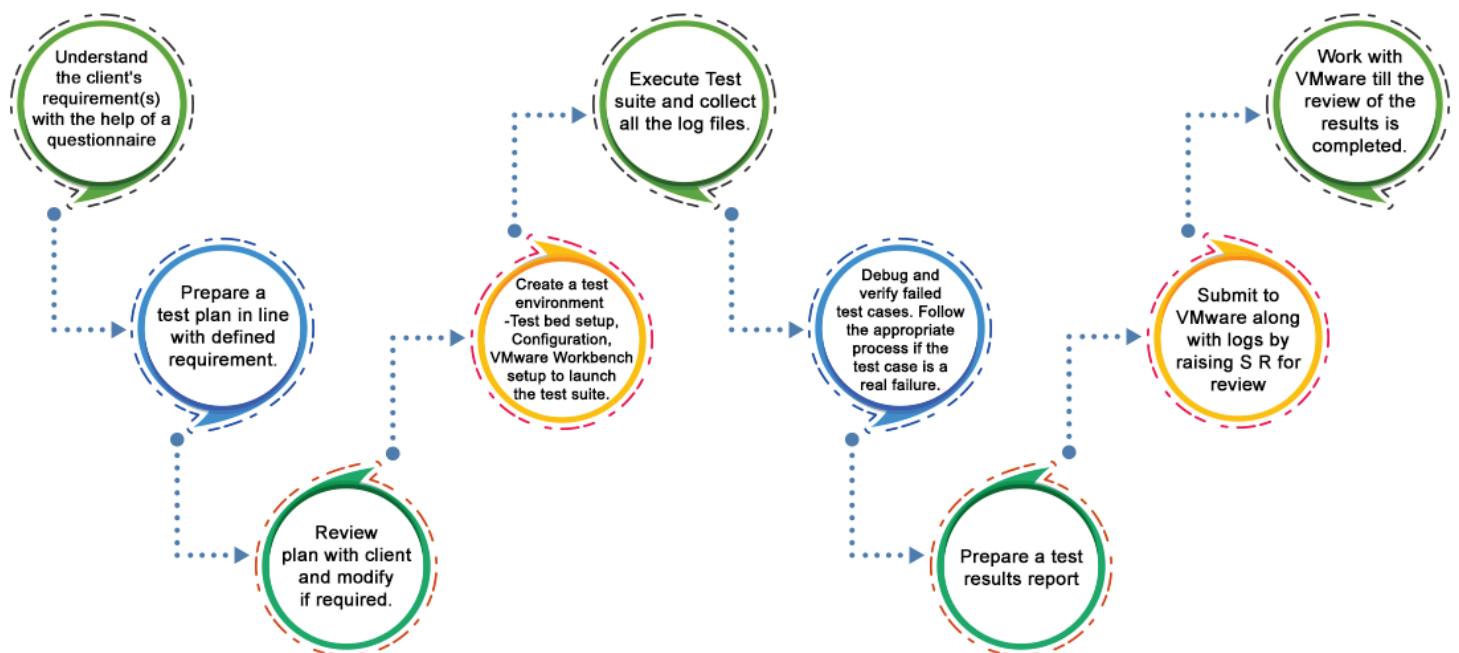 Understand
the client's
requirement(s)
with the help of a
questionnaire
Prepare a
test plan in line
with defined
requirement.
Review
plan with client
and modify
if required.
Create a test
environment
-Test bed setup,
Configuration,
VMware Workbench
setup to launch
the test suite.
Execute Test
suite and collect
all the log files.
Debug and
verify failed
test cases. Follow
the appropriate
process if the
test case is a
real failure.
Prepare a test
results report
Submit to
VMware along
with logs by
raising S R for
review
Work with
VMware till the
review of the
results is
completed.